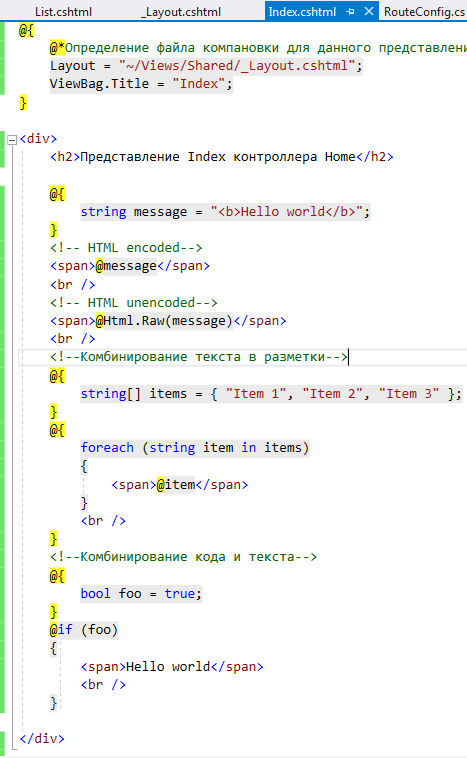 List.cshtml _Layout.cshtml Index.cshtml RouteConfig.cs
@{
@*Определение файла компановки для данного представлени
Layout = "~/Views/Shared/_Layout.cshtml";
ViewBag.Title = "Index";
}
<div>
<h2>Представление Index контроллера Home</h2>
@{
string message = "<b>Hello world</b>";
}
<!-- HTML encoded-->
<span>@message</span>
<br />
<!-- HTML unencoded-->
<span>@Html.Raw(message)</span>
<br />
<!--Комбинирование текста в разметки-->
@{
string[] items = { "Item 1", "Item 2", "Item 3" };
}
@{
foreach (string item in items)
{
<span>@item</span>
}
<br />
}
<!--Комбинирование кода и текста-->
@{
bool foo = true;
}
@if (foo)
{
<span>Hello world</span>
<br />
}
</div>